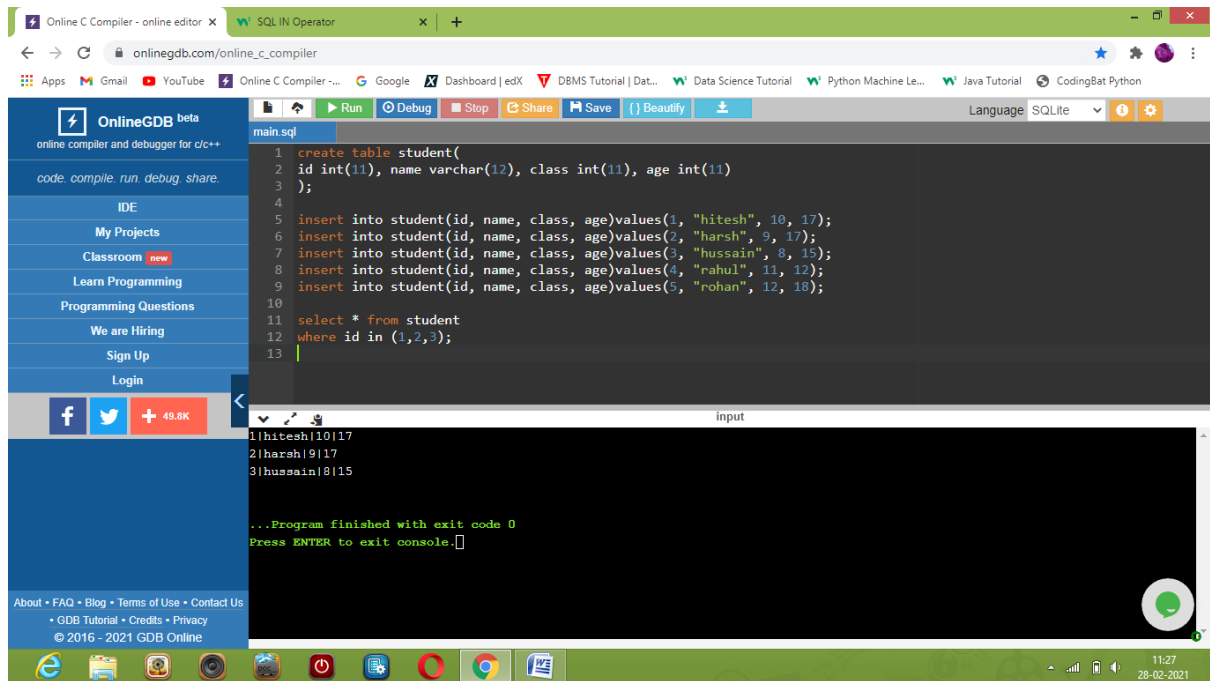 Online C Compiler - online editor
SQL IN Operator
onlinegdb.com/online_c_compiler
Apps Gmail YouTube Online C Compiler -... Google Dashboard | edX DBMS Tutorial | Dat... Data Science Tutorial Python Machine Le... Java Tutorial CodingBat Python
OnlineGDB beta
online compiler and debugger for c/c++
code. compile. run. debug. share.
IDE
My Projects
Classroom new
Learn Programming
Programming Questions
We are Hiring
Sign Up
Login
49.8K
About • FAQ • Blog • Terms of Use • Contact Us
• GDB Tutorial • Credits • Privacy
© 2016 - 2021 GDB Online
Run Debug Stop Share Save {} Beautify
Language SQLite
main.sql
1 create table student(
2 id int(11), name varchar(12), class int(11), age int(11)
3 );
4
5 insert into student(id, name, class, age)values(1, "hitesh", 10, 17);
6 insert into student(id, name, class, age)values(2, "harsh", 9, 17);
7 insert into student(id, name, class, age)values(3, "hussain", 8, 15);
8 insert into student(id, name, class, age)values(4, "rahul", 11, 12);
9 insert into student(id, name, class, age)values(5, "rohan", 12, 18);
10
11 select * from student
12 where id in (1,2,3);
13
input
1|hitesh|10|17
2|harsh|9|17
3|hussain|8|15
...Program finished with exit code 0
Press ENTER to exit console.
11:27
28-02-2021